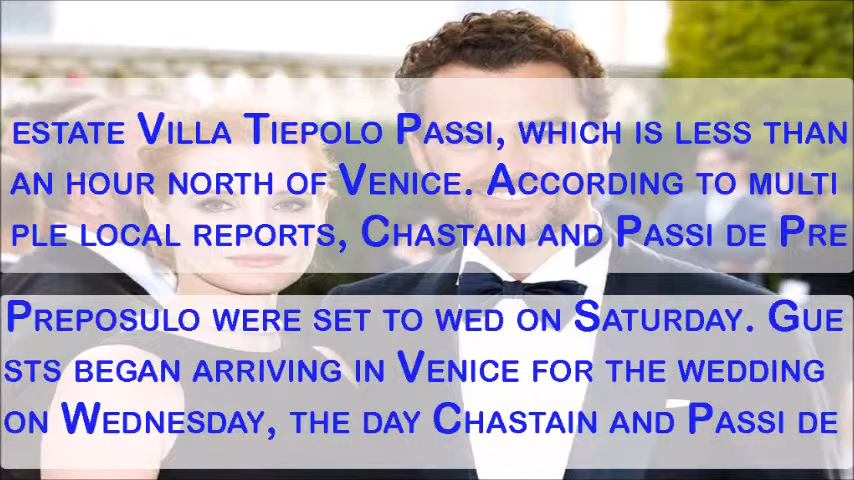 ESTATE VILLA TIEPOLO PASSI, WHICH IS LESS THAN
AN HOUR NORTH OF VENICE. ACCORDING TO MULTI
PLE LOCAL REPORTS, CHASTAIN AND PASSI DE PRE
PREPOSULO WERE SET TO WED ON SATURDAY. GUE
STS BEGAN ARRIVING IN VENICE FOR THE WEDDING
ON WEDNESDAY, THE DAY CHASTAIN AND PASSI DE